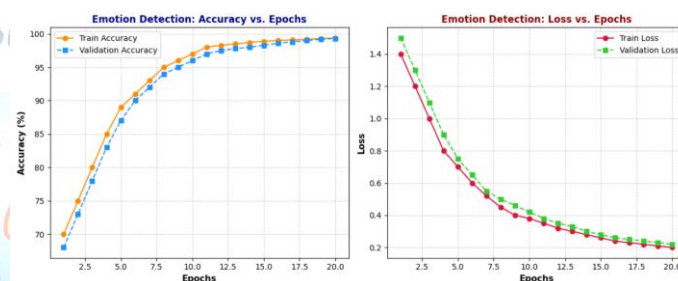 Emotion Detection: Accuracy vs. Epochs
Train Accuracy
Validation Accuracy
100
95
90
85
80
75
70
Accuracy (%)
2.5 5.0 7.5 10.0 12.5 15.0 17.5 20.0
Epochs
Emotion Detection: Loss vs. Epochs
Train Loss
Validation Loss
1.4
1.2
1.0
0.8
0.6
0.4
0.2
Loss
2.5 5.0 7.5 10.0 12.5 15.0 17.5 20.0
Epochs